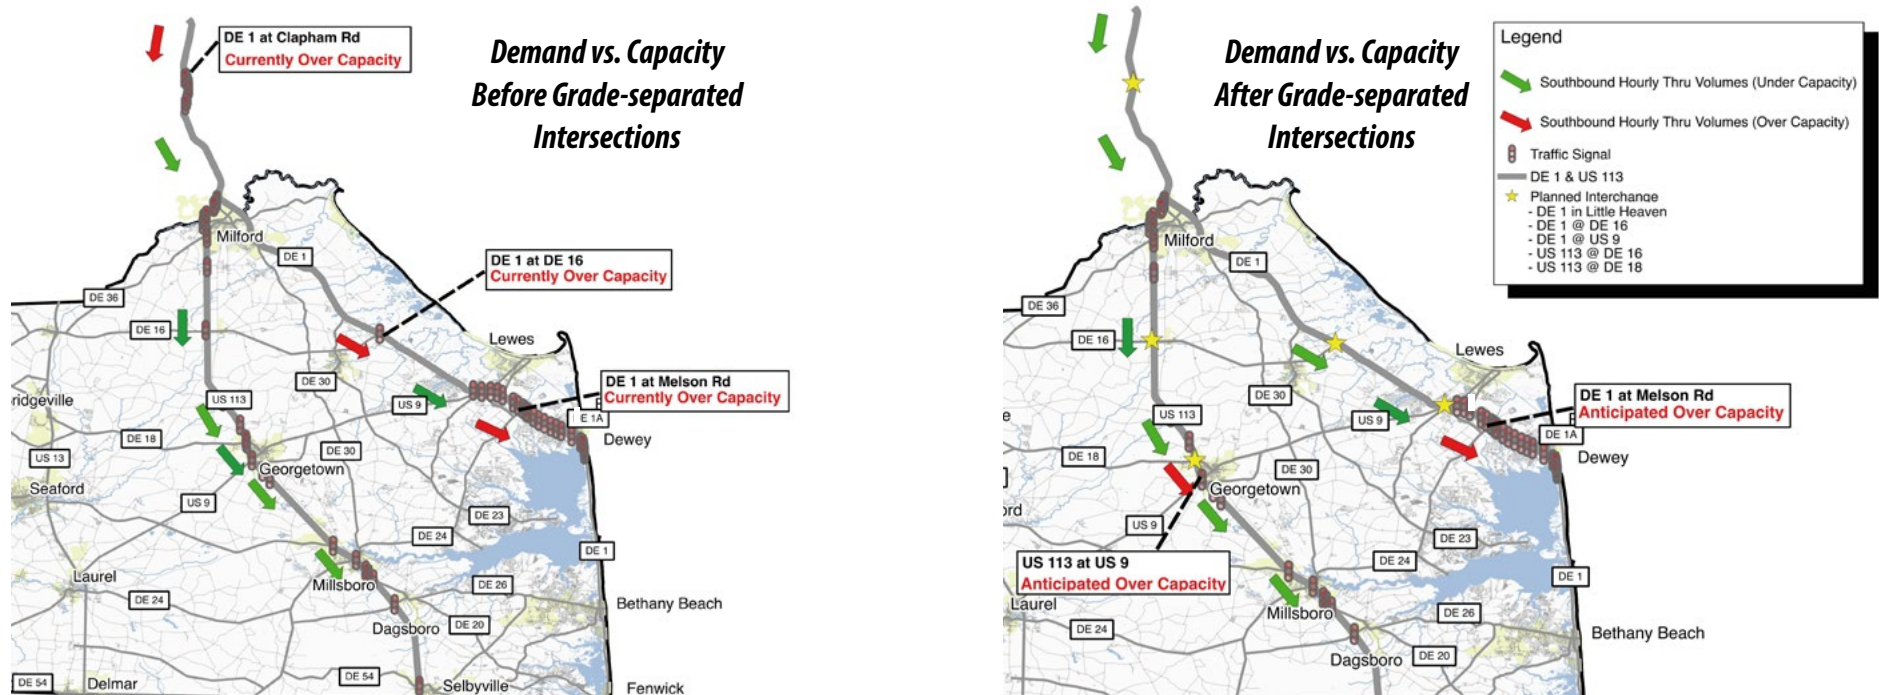 DE 1 at Clapham Rd
Currently Over Capacity
Demand vs. Capacity
Before Grade-separated
Intersections
Milford
DE 1
DE 1 at DE 16
Currently Over Capacity
DE 36
DE 16
Lewes
DE 30
DE 1 at Melson Rd
Currently Over Capacity
ridgeville
US 113
US 9
E 1A
DE 18
Dewey
US 13
DE 30
Georgetown
Seaford
US 9
DE 23
DE 24
DE 1
Laurel
Millsboro
DE 26
DE 24
Bethany Beach
Dagsboro
DE 20
DE 54
DE 54
Delmar
Selbyville
Fenwick
Demand vs. Capacity
After Grade-separated
Intersections
Legend
Southbound Hourly Thru Volumes (Under Capacity)
Southbound Hourly Thru Volumes (Over Capacity)
Traffic Signal
DE 1 & US 113
Planned Interchange
- DE 1 in Little Heaven
- DE 1 @ DE 16
- DE 1 @ US 9
- US 113 @ DE 16
- US 113 @ DE 18
Milford
DE 1
DE 36
DE 16
Lewes
DE 30
DE 1 at Melson Rd
Anticipated Over Capacity
US 113
US 9
DE 1A
DE 18
Dewey
DE 30
Georgetown
ord
US 9
DE 23
US 113 at US 9
Anticipated Over Capacity
DE 24
DE 1
Laurel
Millsboro
DE 26
DE 24
Bethany Beach
Dagsboro
DE 20